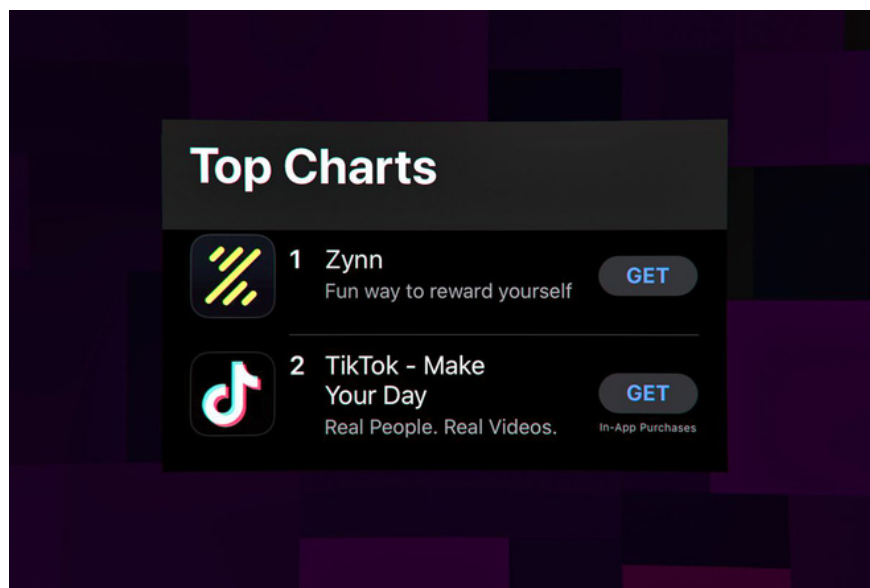 Top Charts
1 Zynn GET
Fun way to reward yourself
2 TikTok - Make
Your Day GET
Real People. Real Videos. In-App Purchases